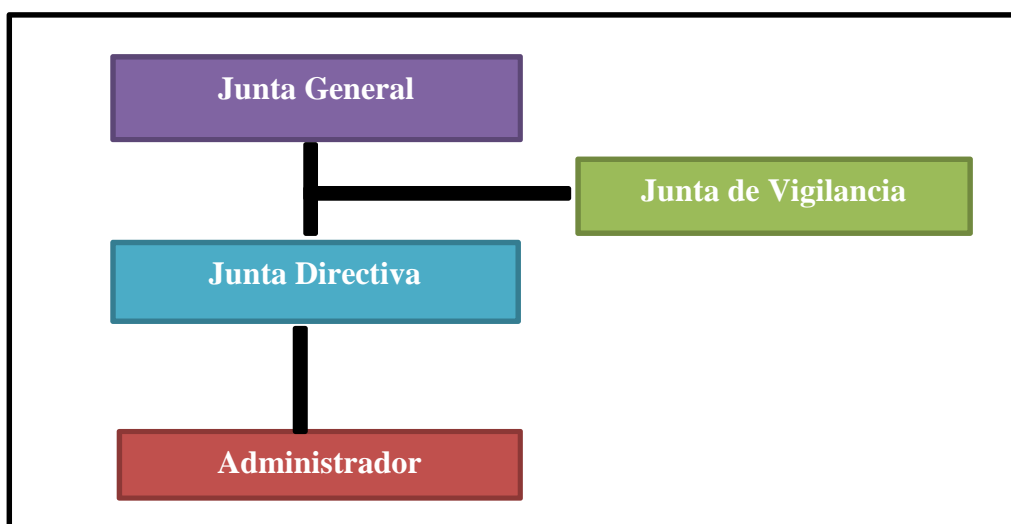 Junta General
Junta de Vigilancia
Junta Directiva
Administrador